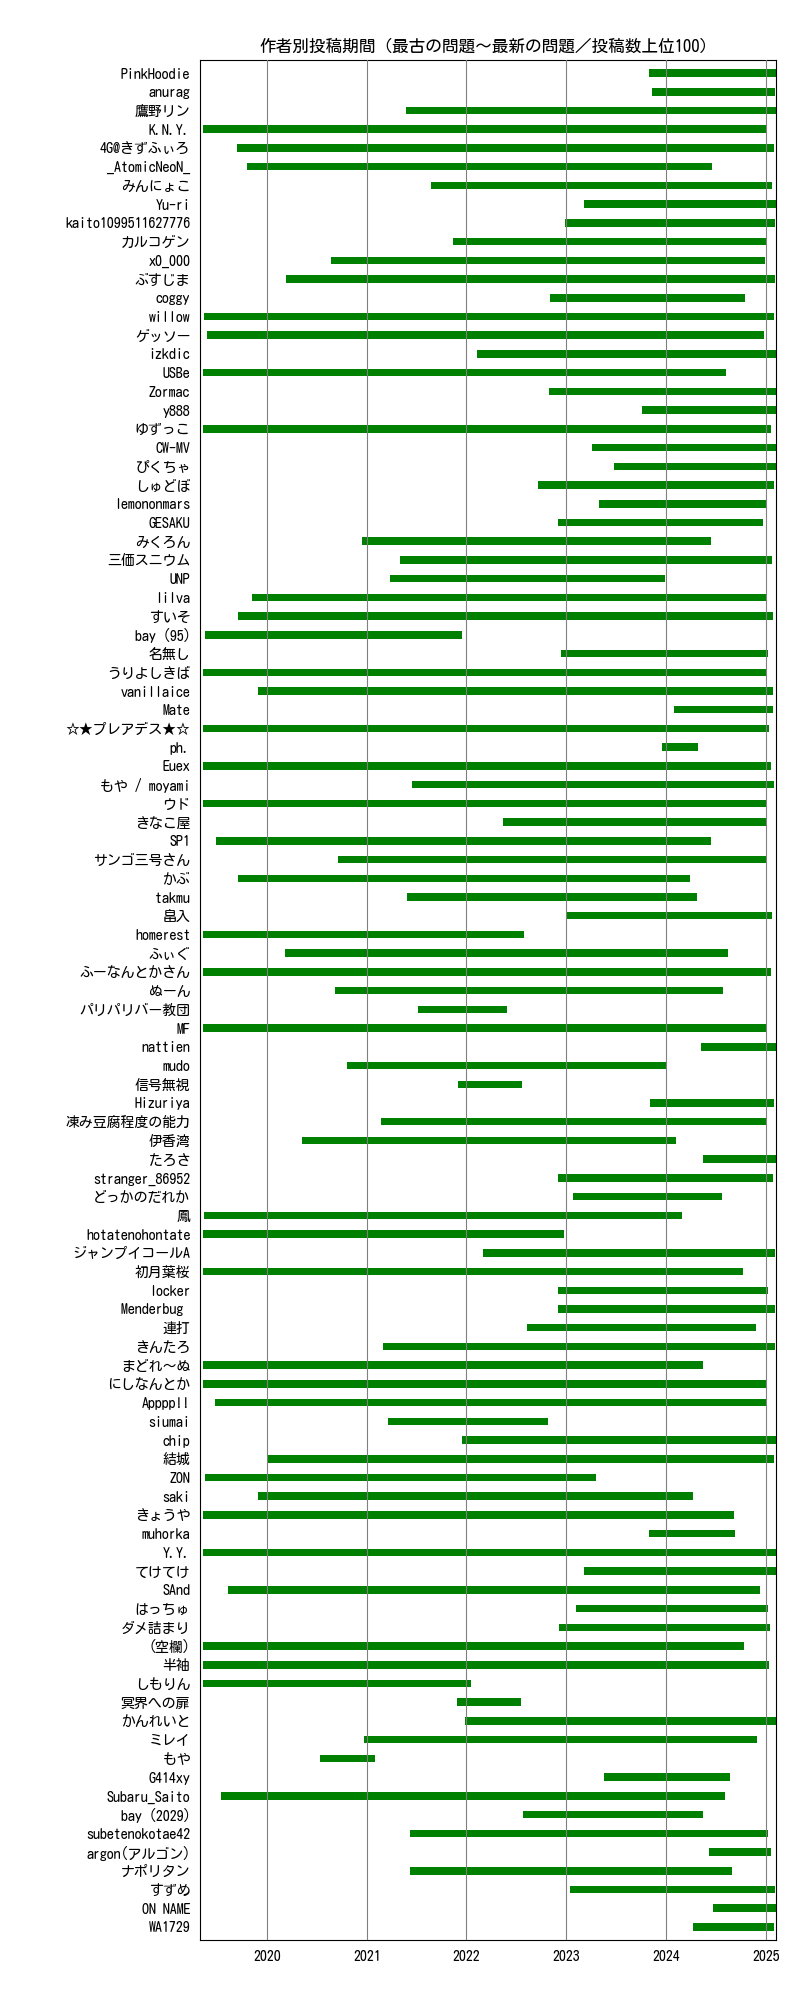 作者別投稿期間（最古の問題～最新の問題／投稿数上位100）
PinkHoodie
anurag
鷹野リン
K.N.Y.
4G@きずふぃろ
_AtomicNeoN_
みんにょこ
Yu-ri
kaito1099511627776
カルコゲン
x0_000
ぶすじま
coggy
willow
ゲッソー
izkdic
USBe
Zormac
y888
ゆずっこ
CW-MV
ぴくちゃ
しゅどぼ
lemononmars
GESAKU
みくろん
三価スニウム
UNP
lilva
すいそ
bay (95)
名無し
うりよしきば
vanillaice
Mate
☆★プレアデス★☆
ph.
Euex
もや / moyami
ウド
きなこ屋
SP1
サンゴ三号さん
かぶ
takmu
畠入
homerest
ふぃぐ
ふーなんとかさん
ぬーん
パリパリバー教団
MF
nattien
mudo
信号無視
Hizuriya
凍み豆腐程度の能力
伊香湾
たろさ
stranger_86952
どっかのだれか
鳳
hotatenohontate
ジャンプイコールA
初月葉桜
locker
Menderbug
連打
きんたろ
まどれ～ぬ
にしなんとか
Appppll
siumai
chip
結城
ZON
saki
きょうや
muhorka
Y.Y.
てけてけ
SAnd
はっちゅ
ダメ詰まり
(空欄)
半袖
しもりん
冥界への扉
かんれいと
ミレイ
もや
G414xy
Subaru_Saito
bay (2029)
subetenokotae42
argon(アルゴン)
ナポリタン
すずめ
ON NAME
WA1729
2020 2021 2022 2023 2024 2025